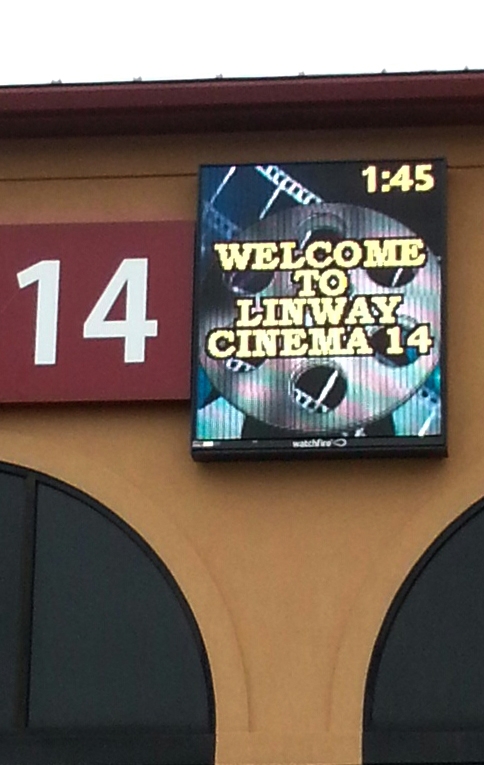 1:45
14
WELCOME
TO
LINWAY
CINEMA 14
watchfire